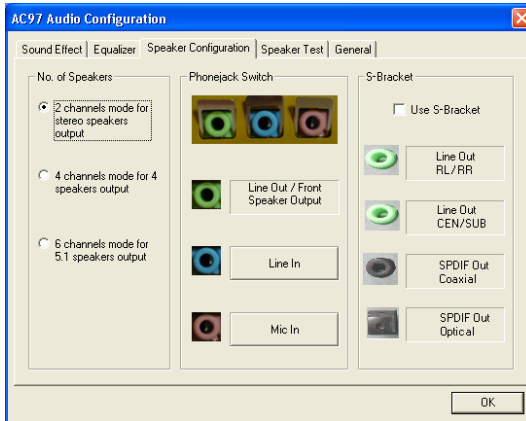 AC97 Audio Configuration
Sound Effect
Equalizer
Speaker Configuration
Speaker Test
General
No. of Speakers
2 channels mode for
stereo speakers
output
4 channels mode for 4
speakers output
6 channels mode for
5.1 speakers output
Phonejack Switch
Line Out / Front
Speaker Output
Line In
Mic In
S-Bracket
Use S-Bracket
Line Out
RL/RR
Line Out
CEN/SUB
SPDIF Out
Coaxial
SPDIF Out
Optical
OK